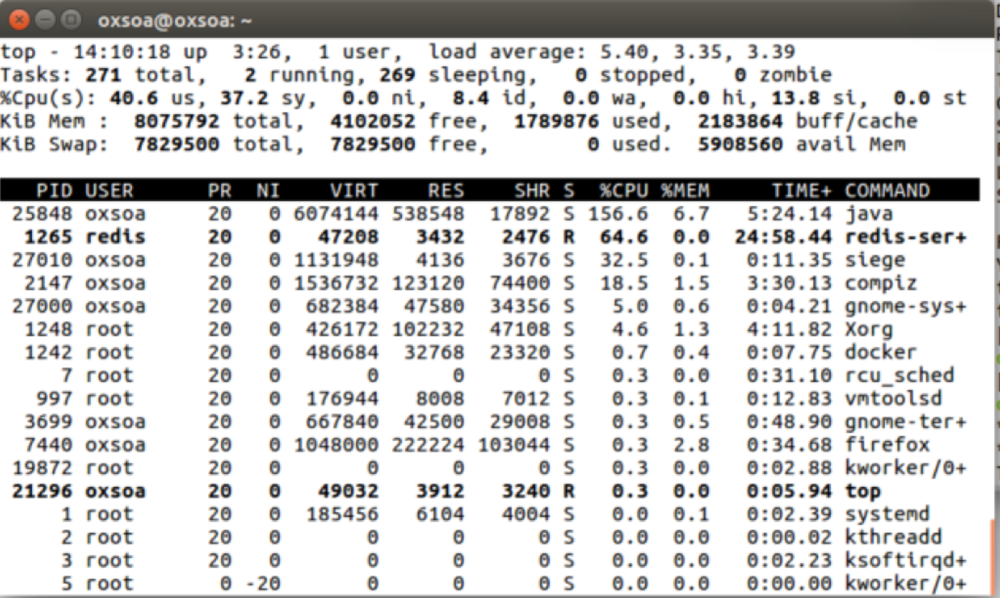 oxsoa@oxsoa: ~
top - 14:10:18 up  3:26,  1 user,  load average: 5.40, 3.35, 3.39
Tasks: 271 total,   2 running, 269 sleeping,   0 stopped,   0 zombie
%Cpu(s): 40.6 us, 37.2 sy,  0.0 ni,  8.4 id,  0.0 wa,  0.0 hi, 13.8 si,  0.0 st
KiB Mem :  8075792 total,  4102052 free,  1789876 used,  2183864 buff/cache
KiB Swap:  7829500 total,  7829500 free,        0 used.  5908560 avail Mem
PID USER      PR  NI    VIRT    RES    SHR S  %CPU %MEM     TIME+ COMMAND
25848 oxsoa     20   0 6074144 538548  17892 S 156.6  6.7   5:24.14 java
1265 redis     20   0   47208   3432   2476 R  64.6  0.0  24:58.44 redis-ser+
27010 oxsoa     20   0 1131948   4136   3676 S  32.5  0.1   0:11.35 siege
2147 oxsoa     20   0 1536732 123120  74400 S  18.5  1.5   3:30.13 compiz
27000 oxsoa     20   0  682384  47580  34356 S   5.0  0.6   0:04.21 gnome-sys+
1248 root      20   0  426172 102232  47108 S   4.6  1.3   4:11.82 Xorg
1242 root      20   0  486684  32768  23320 S   0.7  0.4   0:07.75 docker
7 root      20   0       0      0      0 S   0.3  0.0   0:31.10 rcu_sched
997 root      20   0  176944   8008   7012 S   0.3  0.1   0:12.83 vmtoolsd
3699 oxsoa     20   0  667840  42500  29008 S   0.3  0.5   0:48.90 gnome-ter+
7440 oxsoa     20   0 1048000 222224 103044 S   0.3  2.8   0:34.68 firefox
19872 root      20   0       0      0      0 S   0.3  0.0   0:02.88 kworker/0+
21296 oxsoa     20   0   49032   3912   3240 R   0.3  0.0   0:05.94 top
1 root      20   0  185456   6104   4004 S   0.0  0.1   0:02.39 systemd
2 root      20   0       0      0      0 S   0.0  0.0   0:00.02 kthreadd
3 root      20   0       0      0      0 S   0.0  0.0   0:02.23 ksoftirqd+
5 root       0 -20       0      0      0 S   0.0  0.0   0:00.00 kworker/0+